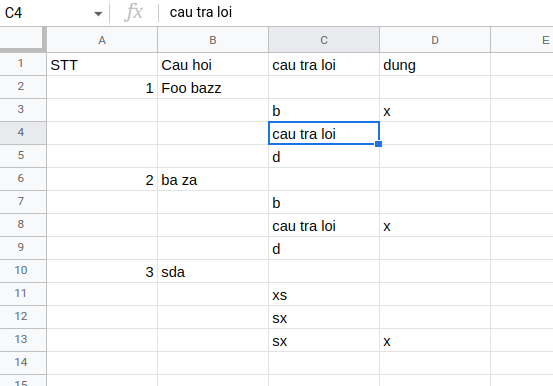 C4 fx cau tra loi
A B C D E
1 STT Cau hoi cau tra loi dung
2 1 Foo bazz
3 b x
4 cau tra loi
5 d
6 2 ba za
7 b
8 cau tra loi x
9 d
10 3 sda
11 xs
12 sx
13 sx x
14
15